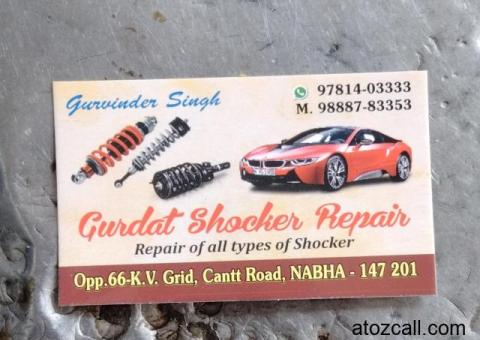 Gurvinder Singh
97814-03333
M. 98887-83353
Gurdat Shocker Repair
Repair of all types of Shocker
Opp.66-K.V. Grid, Cantt Road, NABHA - 147 201
atozcall.com